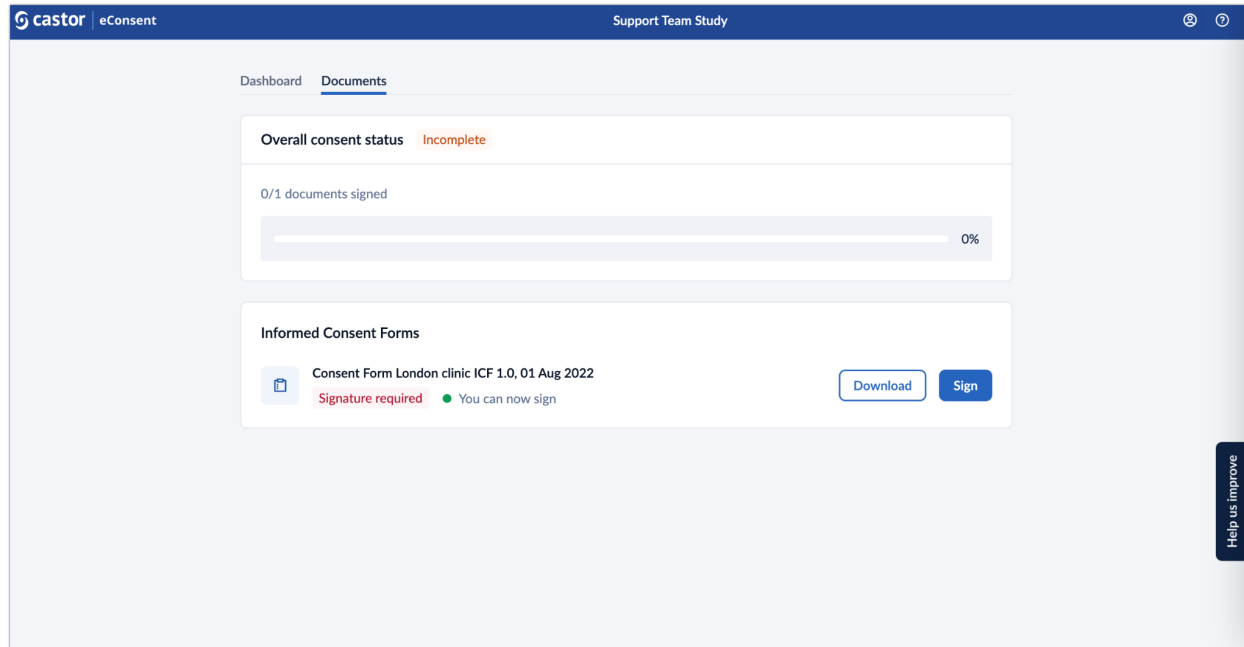 castor eConsent Support Team Study
Dashboard Documents
Overall consent status Incomplete
0/1 documents signed
0%
Informed Consent Forms
Consent Form London clinic ICF 1.0, 01 Aug 2022
Signature required You can now sign
Download Sign
Help us improve